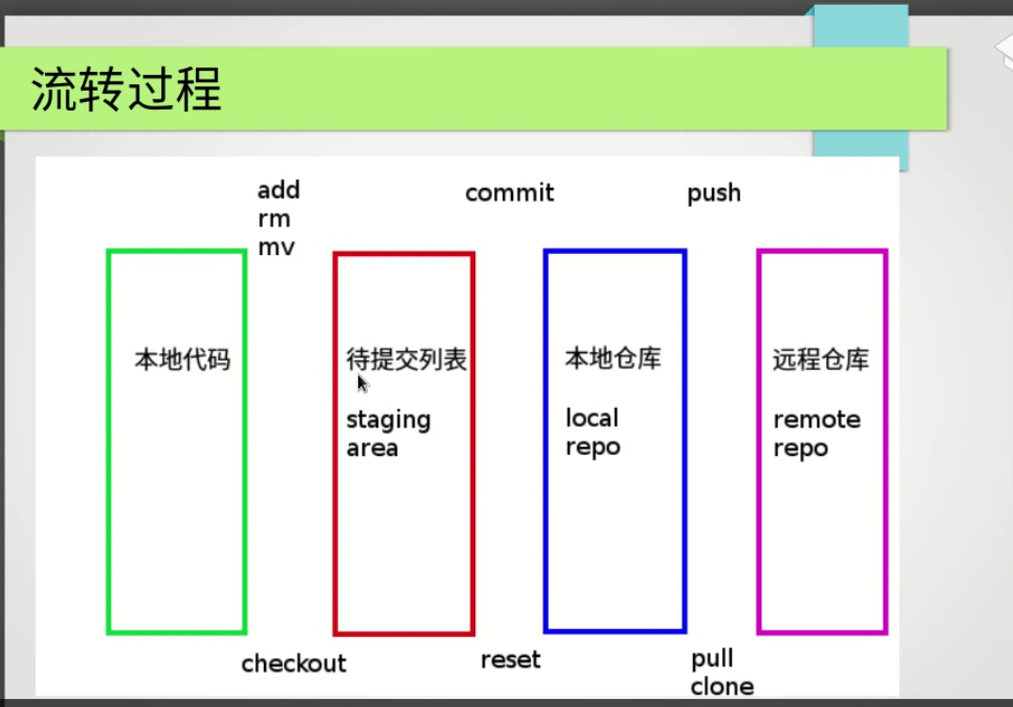 流转过程
add
rm
mv
commit
push
本地代码
待提交列表
staging
area
本地仓库
local
repo
远程仓库
remote
repo
checkout
reset
pull
clone